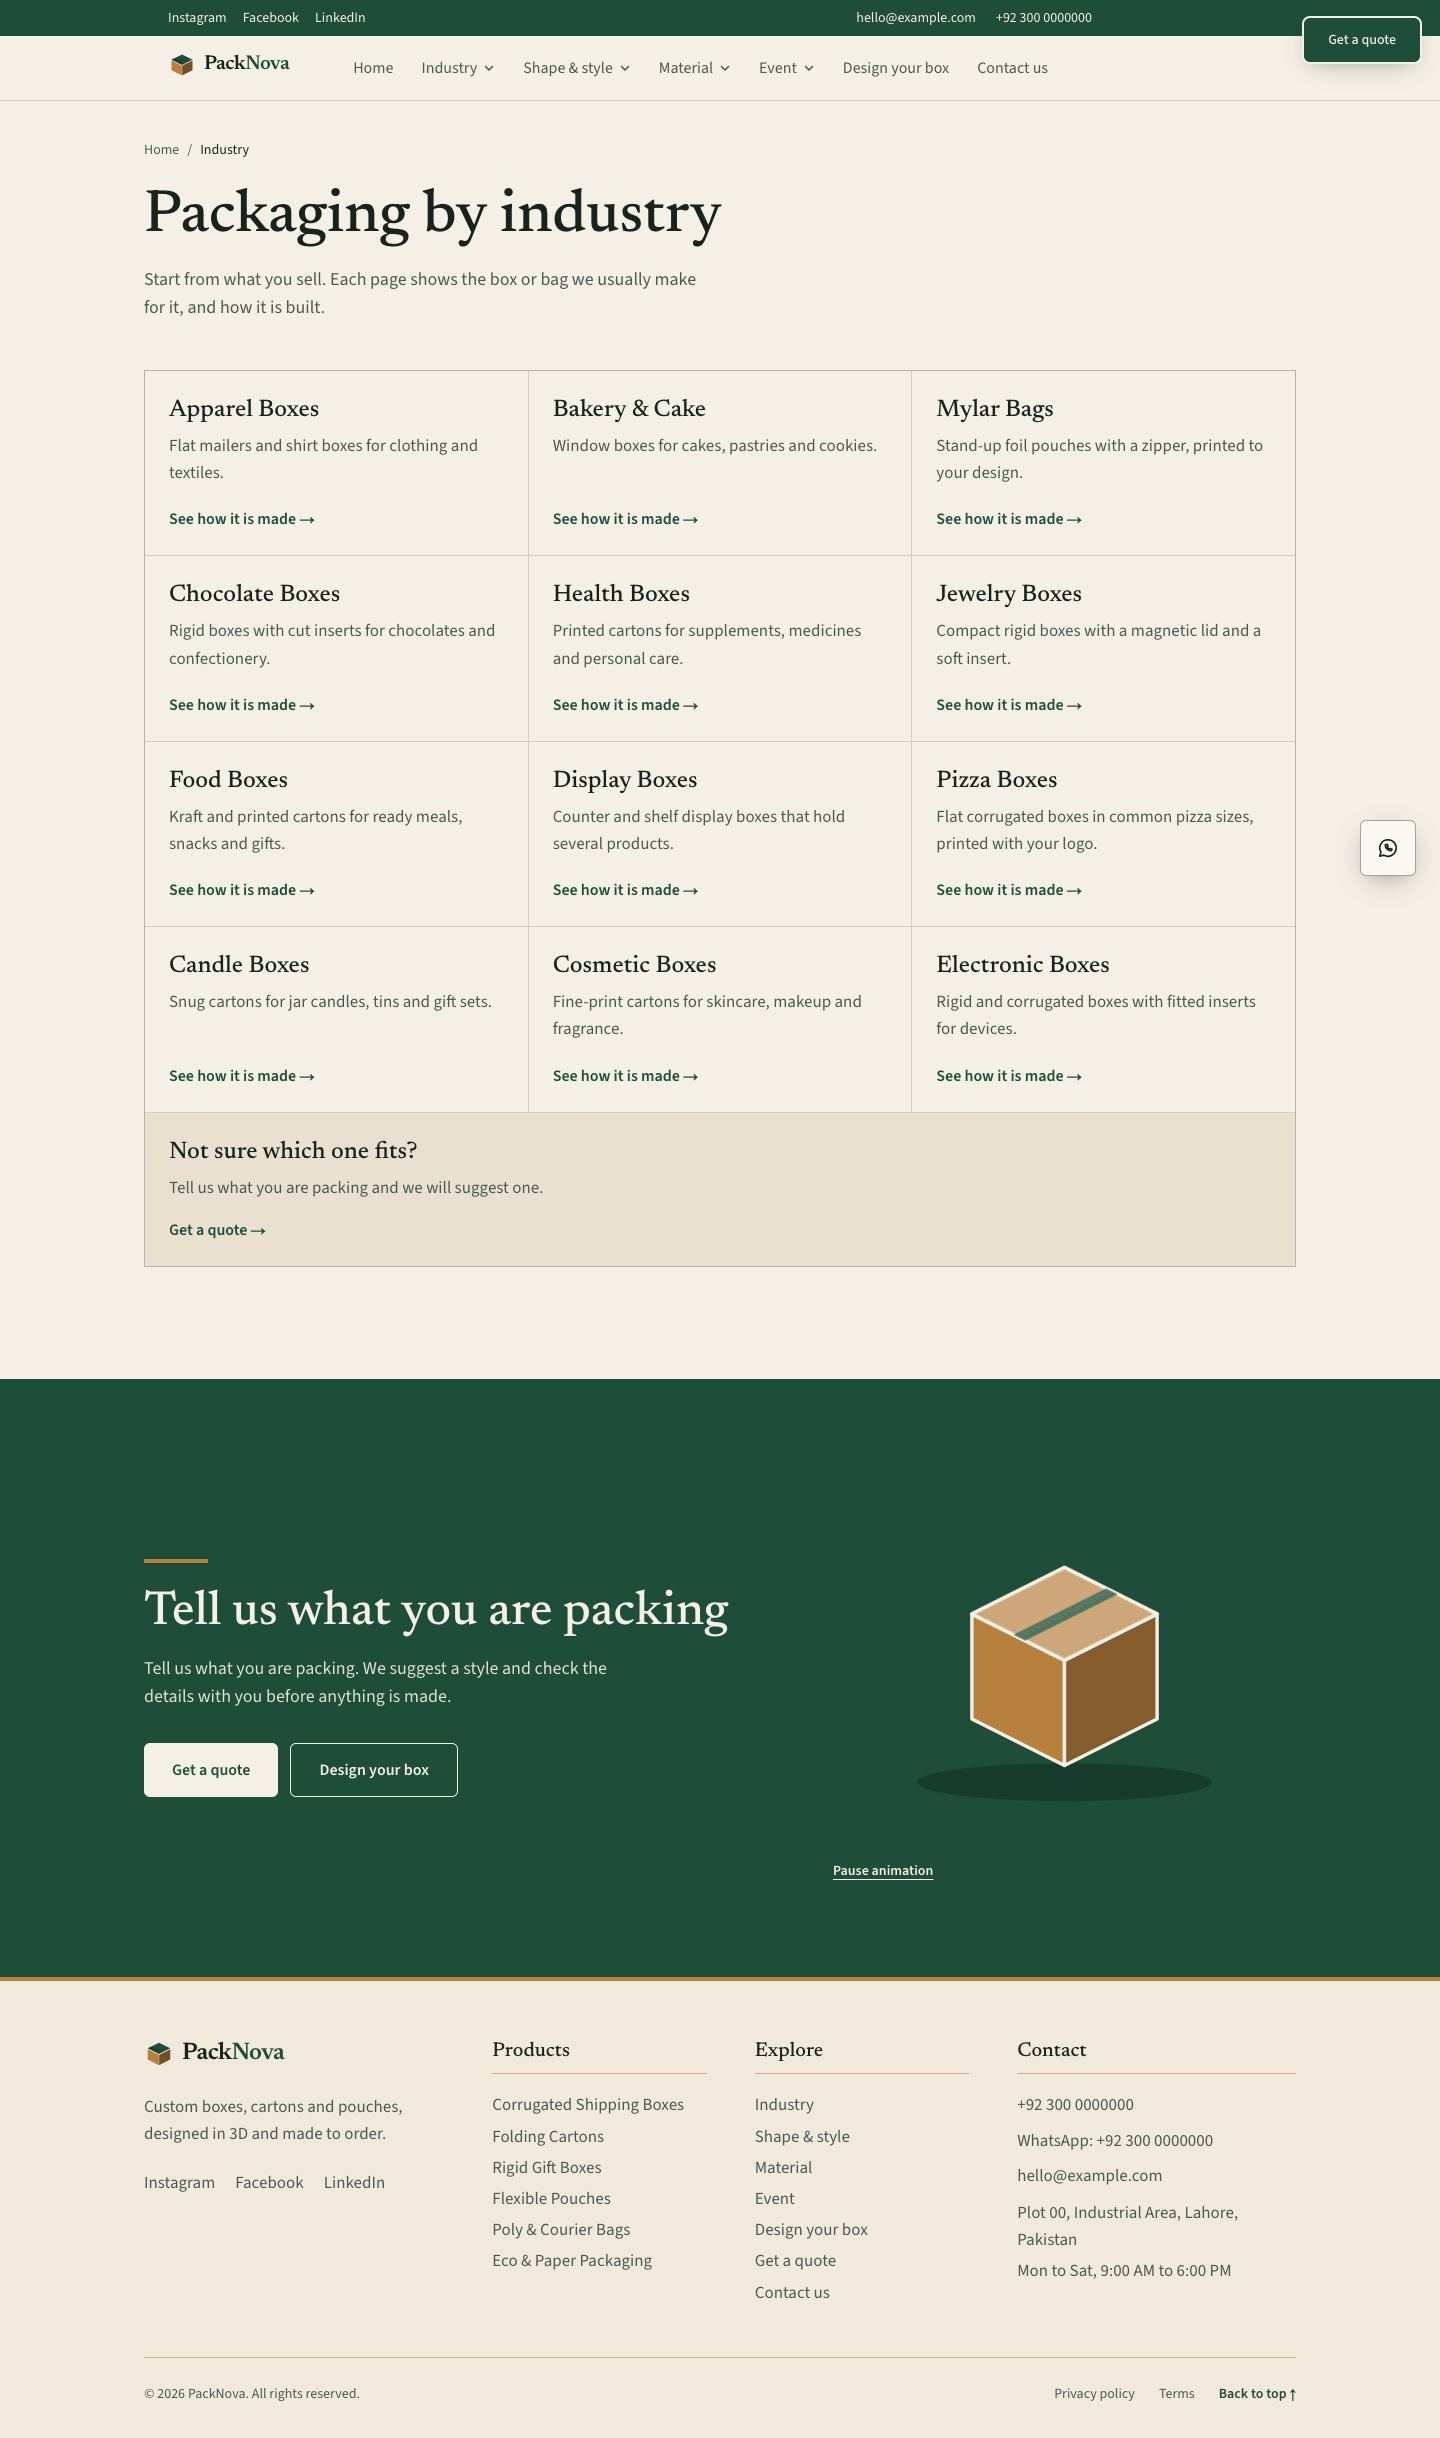 Instagram Facebook LinkedIn hello@example.com +92 300 0000000
Get a quote
PackNova Home Industry Shape & style Material Event Design your box Contact us
Home / Industry
Packaging by industry
Start from what you sell. Each page shows the box or bag we usually make
for it, and how it is built.
Apparel Boxes
Flat mailers and shirt boxes for clothing and
textiles.
See how it is made →
Bakery & Cake
Window boxes for cakes, pastries and cookies.
See how it is made →
Mylar Bags
Stand-up foil pouches with a zipper, printed to
your design.
See how it is made →
Chocolate Boxes
Rigid boxes with cut inserts for chocolates and
confectionery.
See how it is made →
Health Boxes
Printed cartons for supplements, medicines
and personal care.
See how it is made →
Jewelry Boxes
Compact rigid boxes with a magnetic lid and a
soft insert.
See how it is made →
Food Boxes
Kraft and printed cartons for ready meals,
snacks and gifts.
See how it is made →
Display Boxes
Counter and shelf display boxes that hold
several products.
See how it is made →
Pizza Boxes
Flat corrugated boxes in common pizza sizes,
printed with your logo.
See how it is made →
Candle Boxes
Snug cartons for jar candles, tins and gift sets.
See how it is made →
Cosmetic Boxes
Fine-print cartons for skincare, makeup and
fragrance.
See how it is made →
Electronic Boxes
Rigid and corrugated boxes with fitted inserts
for devices.
See how it is made →
Not sure which one fits?
Tell us what you are packing and we will suggest one.
Get a quote →
Tell us what you are packing
Tell us what you are packing. We suggest a style and check the
details with you before anything is made.
Get a quote Design your box
Pause animation
PackNova
Custom boxes, cartons and pouches,
designed in 3D and made to order.
Instagram Facebook LinkedIn
Products
Corrugated Shipping Boxes
Folding Cartons
Rigid Gift Boxes
Flexible Pouches
Poly & Courier Bags
Eco & Paper Packaging
Explore
Industry
Shape & style
Material
Event
Design your box
Get a quote
Contact us
Contact
+92 300 0000000
WhatsApp: +92 300 0000000
hello@example.com
Plot 00, Industrial Area, Lahore,
Pakistan
Mon to Sat, 9:00 AM to 6:00 PM
© 2026 PackNova. All rights reserved. Privacy policy Terms Back to top ↑